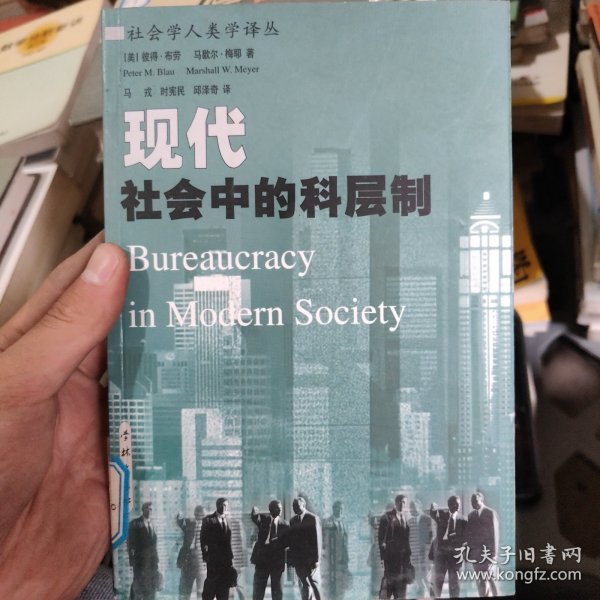 社会学人类学译丛
[美] 彼得·布劳 马歇尔·梅耶 著
Peter M. Blau Marshall W. Meyer
马 戎 时宪民 邱泽奇 译
现代
社会中的科层制
Bureaucracy
in Modern Society
学林
孔夫子旧书网
www.kongfz.com